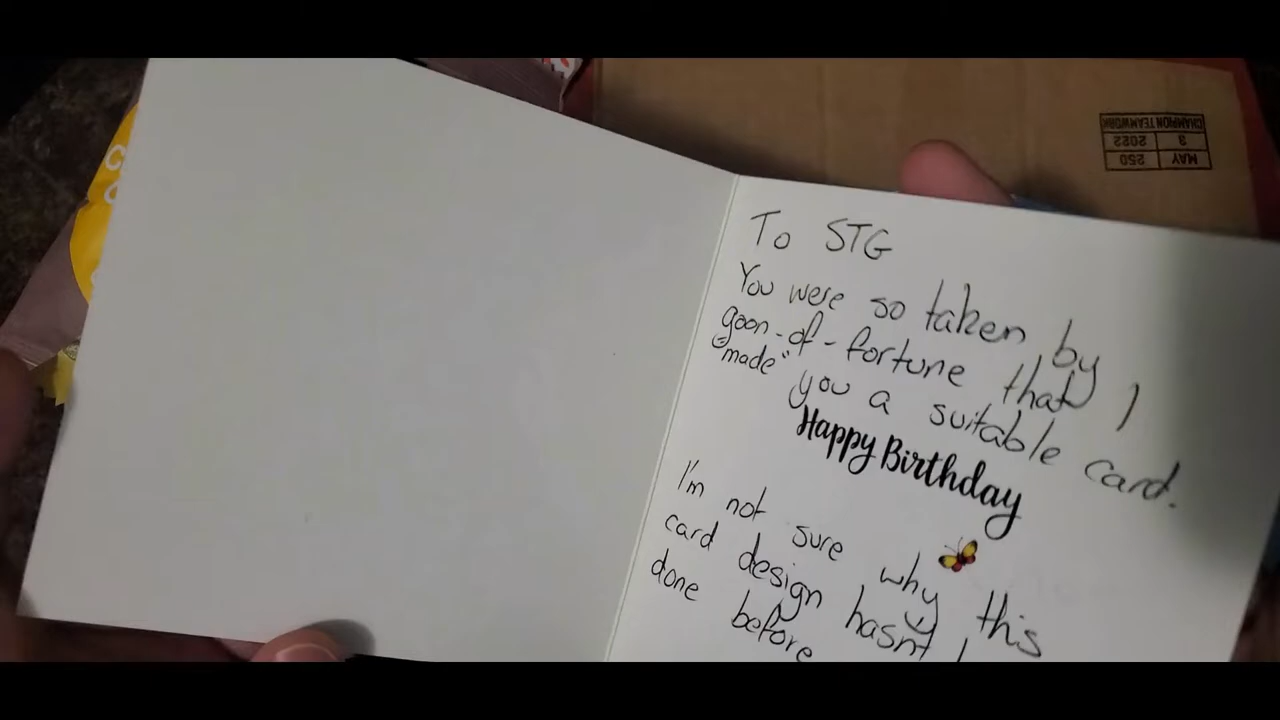 To STG
You were so taken by
goon-of-fortune that I
"made" you a suitable card.
Happy Birthday
I'm not sure why this
card design hasnt
done before
MAY 250
3 2022
CHAMPION TEAMWORK